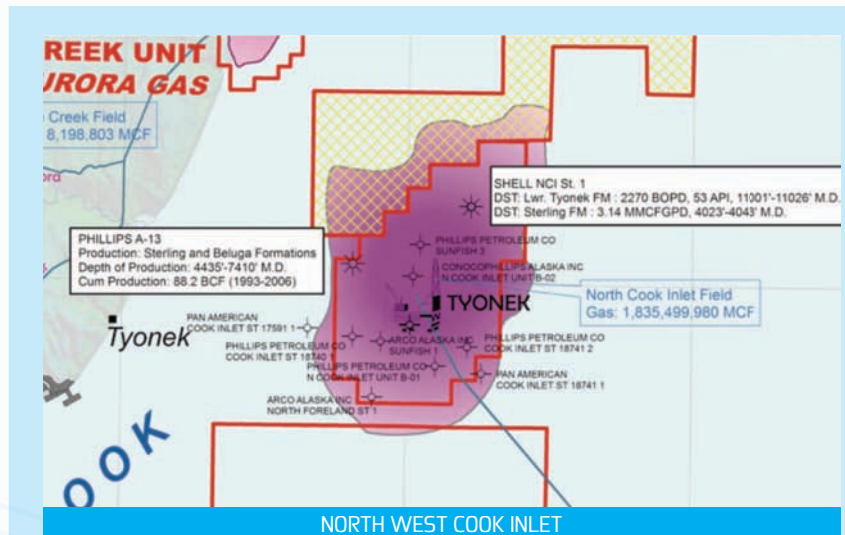 REEK UNIT
URORA GAS
Creek Field
8,198,803 MCF
SHELL NCI St. 1
DST: Lwr. Tyonek FM : 2270 BOPD, 53 API, 11001'-11026' M.D.
DST: Sterling FM : 3.14 MMCFGPD, 4023'-4043' M.D.
PHILLIPS A-13
Production: Sterling and Beluga Formations
Depth of Production: 4435'-7410' M.D.
Cum Production: 88.2 BCF (1993-2006)
PHILLIPS PETROLEUM CO
SUNFISH 3
CONOCOPHILLIPS ALASKA INC
N COOK INLET UNIT B-02
TYONEK
North Cook Inlet Field
Gas: 1,835,499,980 MCF
Tyonek
PAN AMERICAN
COOK INLET ST 17591 1
PHILLIPS PETROLEUM CO
COOK INLET ST 18740 1
ARCO ALASKA INC
SUNFISH 1
PHILLIPS PETROLEUM CO
COOK INLET ST 18741 2
PHILLIPS PETROLEUM CO
N COOK INLET UNIT B-01
PAN AMERICAN
COOK INLET ST 18741 1
ARCO ALASKA INC
NORTH FORELAND ST 1
OOK
NORTH WEST COOK INLET